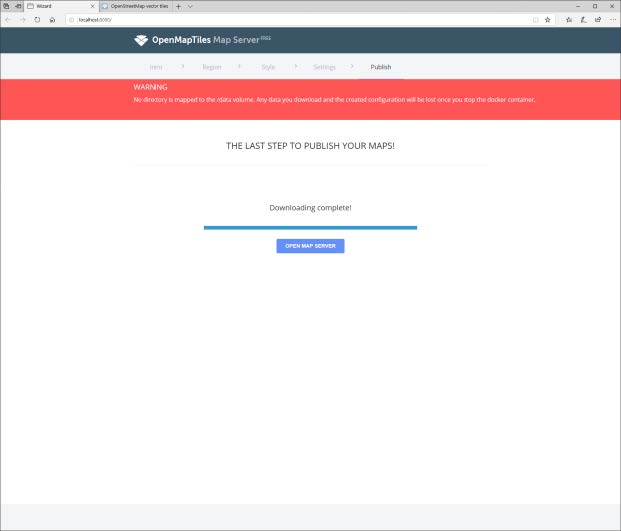 Wizard
OpenStreetMap vector tiles
localhost:8080/
OpenMapTiles Map Server FREE
Intro > Region > Style > Settings > Publish
WARNING
No directory is mapped to the /data volume. Any data you download and the created configuration will be lost once you stop the docker container.
THE LAST STEP TO PUBLISH YOUR MAPS!
Downloading complete!
OPEN MAP SERVER